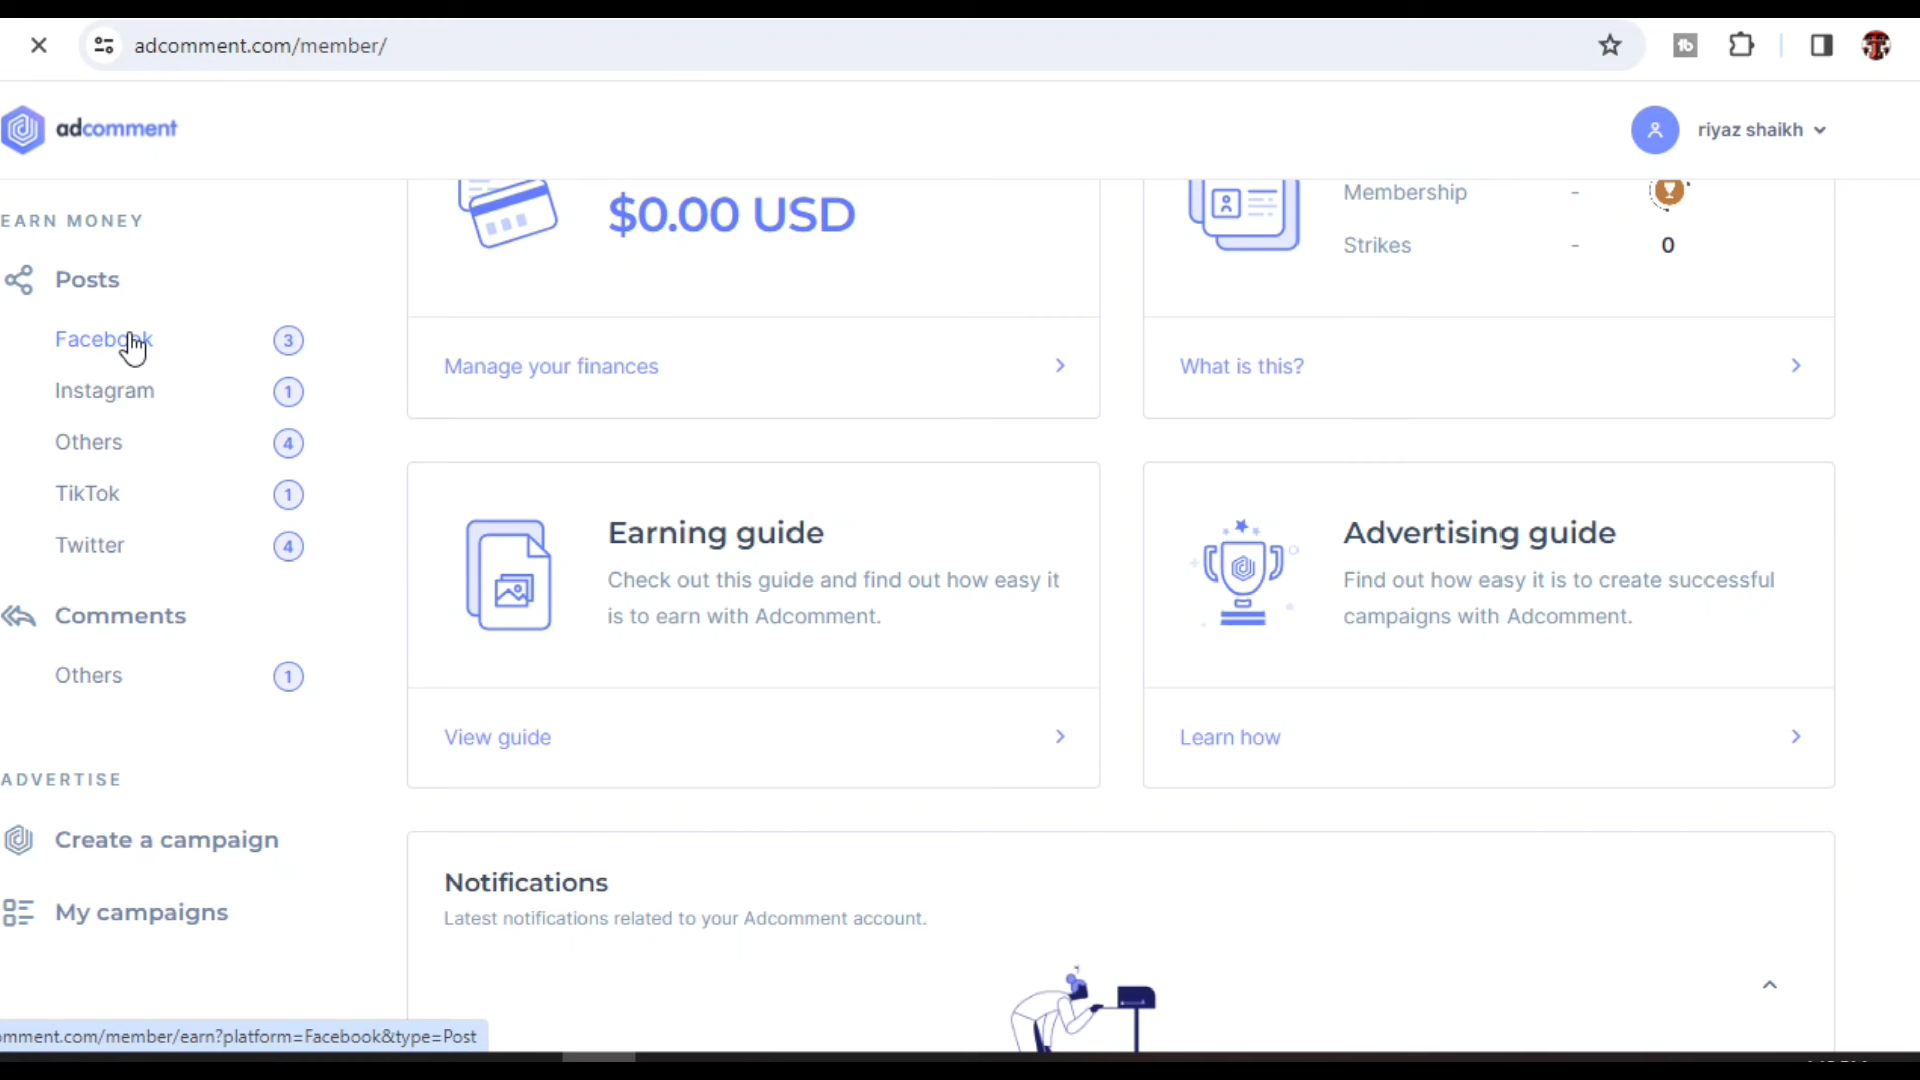 adcomment.com/member/
adcomment
riyaz shaikh
EARN MONEY
Posts
Facebook 3
Instagram 1
Others 4
TikTok 1
Twitter 4
Comments
Others 1
ADVERTISE
Create a campaign
My campaigns
$0.00 USD
Manage your finances
Membership -
Strikes - 0
What is this?
Earning guide
Check out this guide and find out how easy it
is to earn with Adcomment.
View guide
Advertising guide
Find out how easy it is to create successful
campaigns with Adcomment.
Learn how
Notifications
Latest notifications related to your Adcomment account.
omment.com/member/earn?platform=Facebook&type=Post